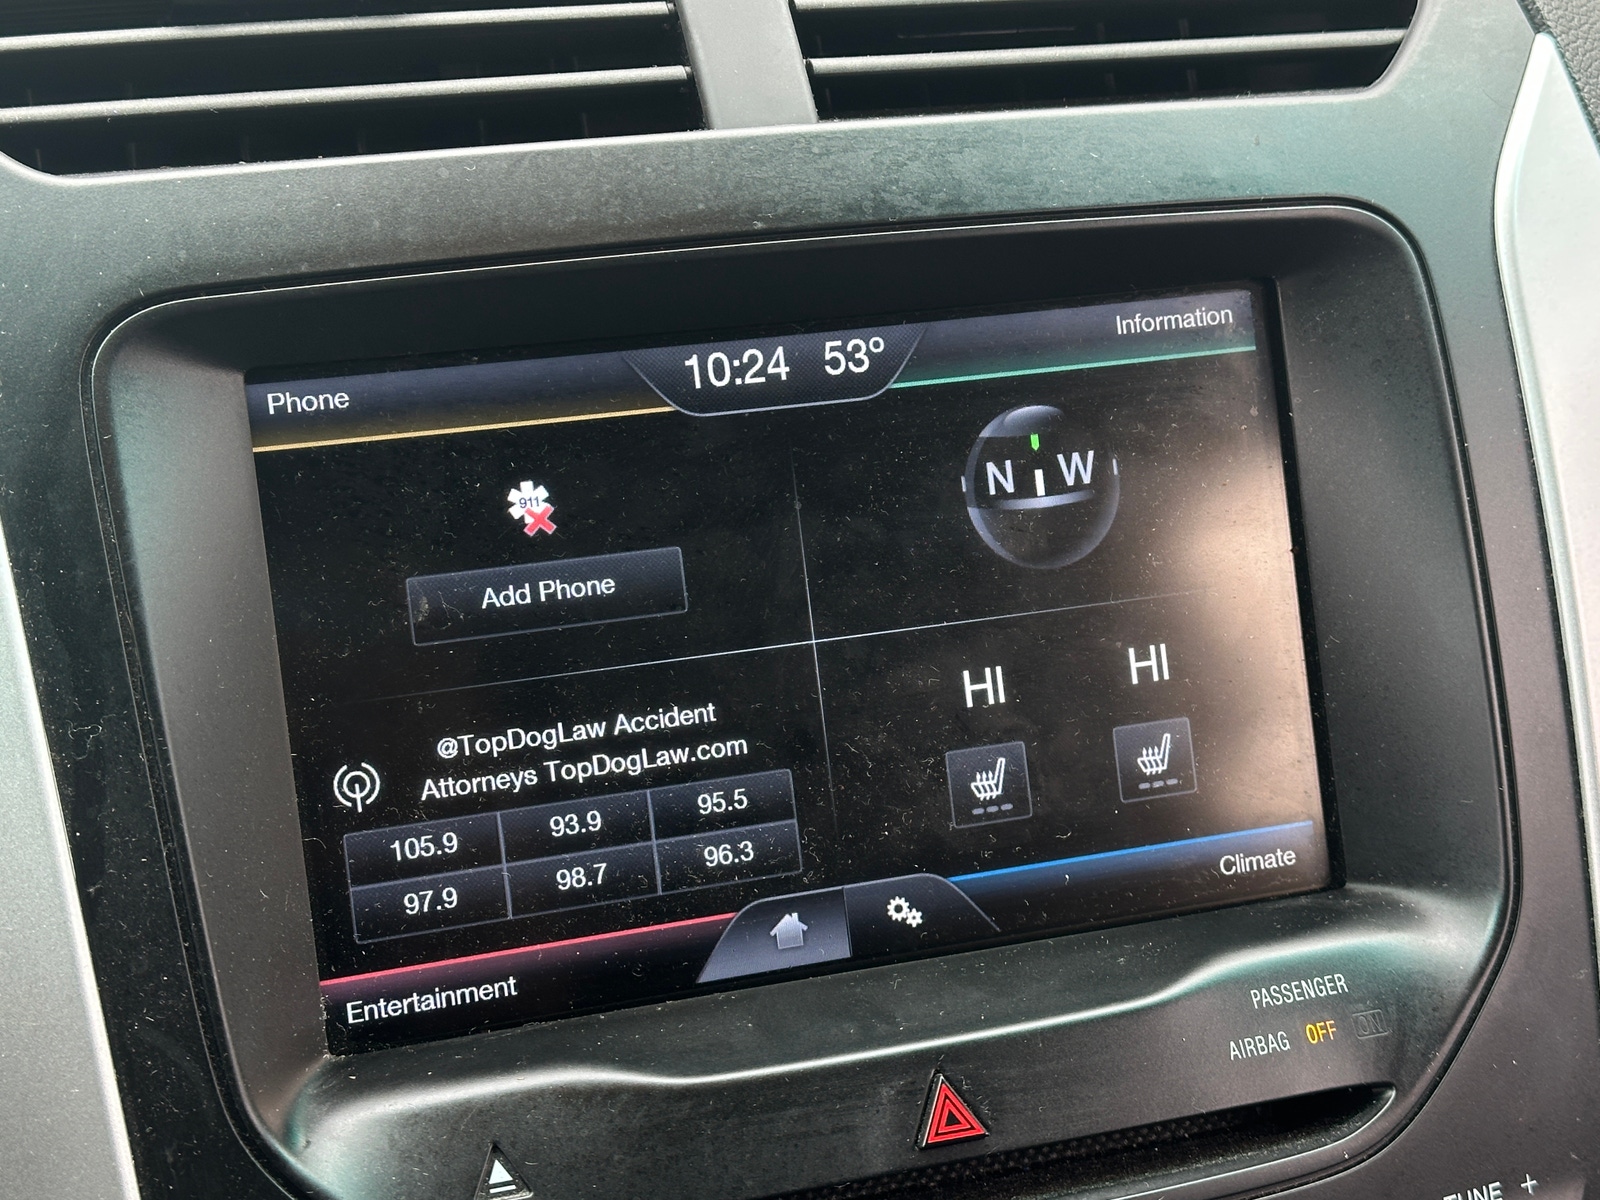 Information
10:24 53°
Phone
N W
911
Add Phone
HI HI
@TopDogLaw Accident
Attorneys TopDogLaw.com
105.9 93.9 95.5
97.9 98.7 96.3
Climate
Entertainment
PASSENGER
AIRBAG OFF ON
TUNE +